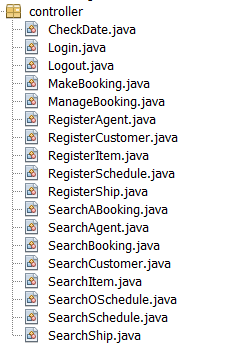 controller
CheckDate.java
Login.java
Logout.java
MakeBooking.java
ManageBooking.java
RegisterAgent.java
RegisterCustomer.java
RegisterItem.java
RegisterSchedule.java
RegisterShip.java
SearchABooking.java
SearchAgent.java
SearchBooking.java
SearchCustomer.java
SearchItem.java
SearchOSchedule.java
SearchSchedule.java
SearchShip.java